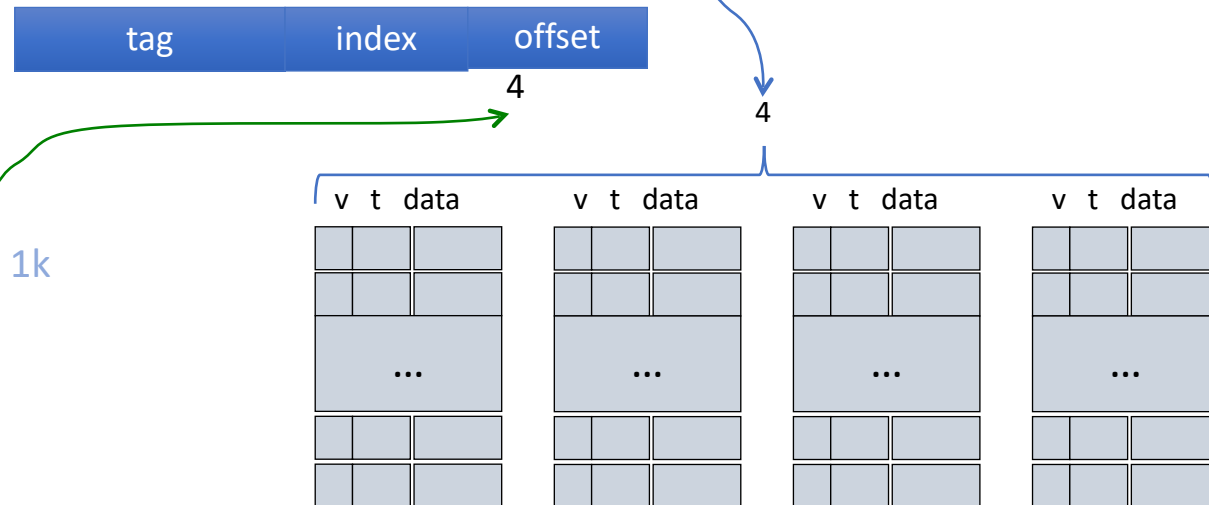 tag index offset
4
4
v t data v t data v t data v t data
1k
... ... ... ...